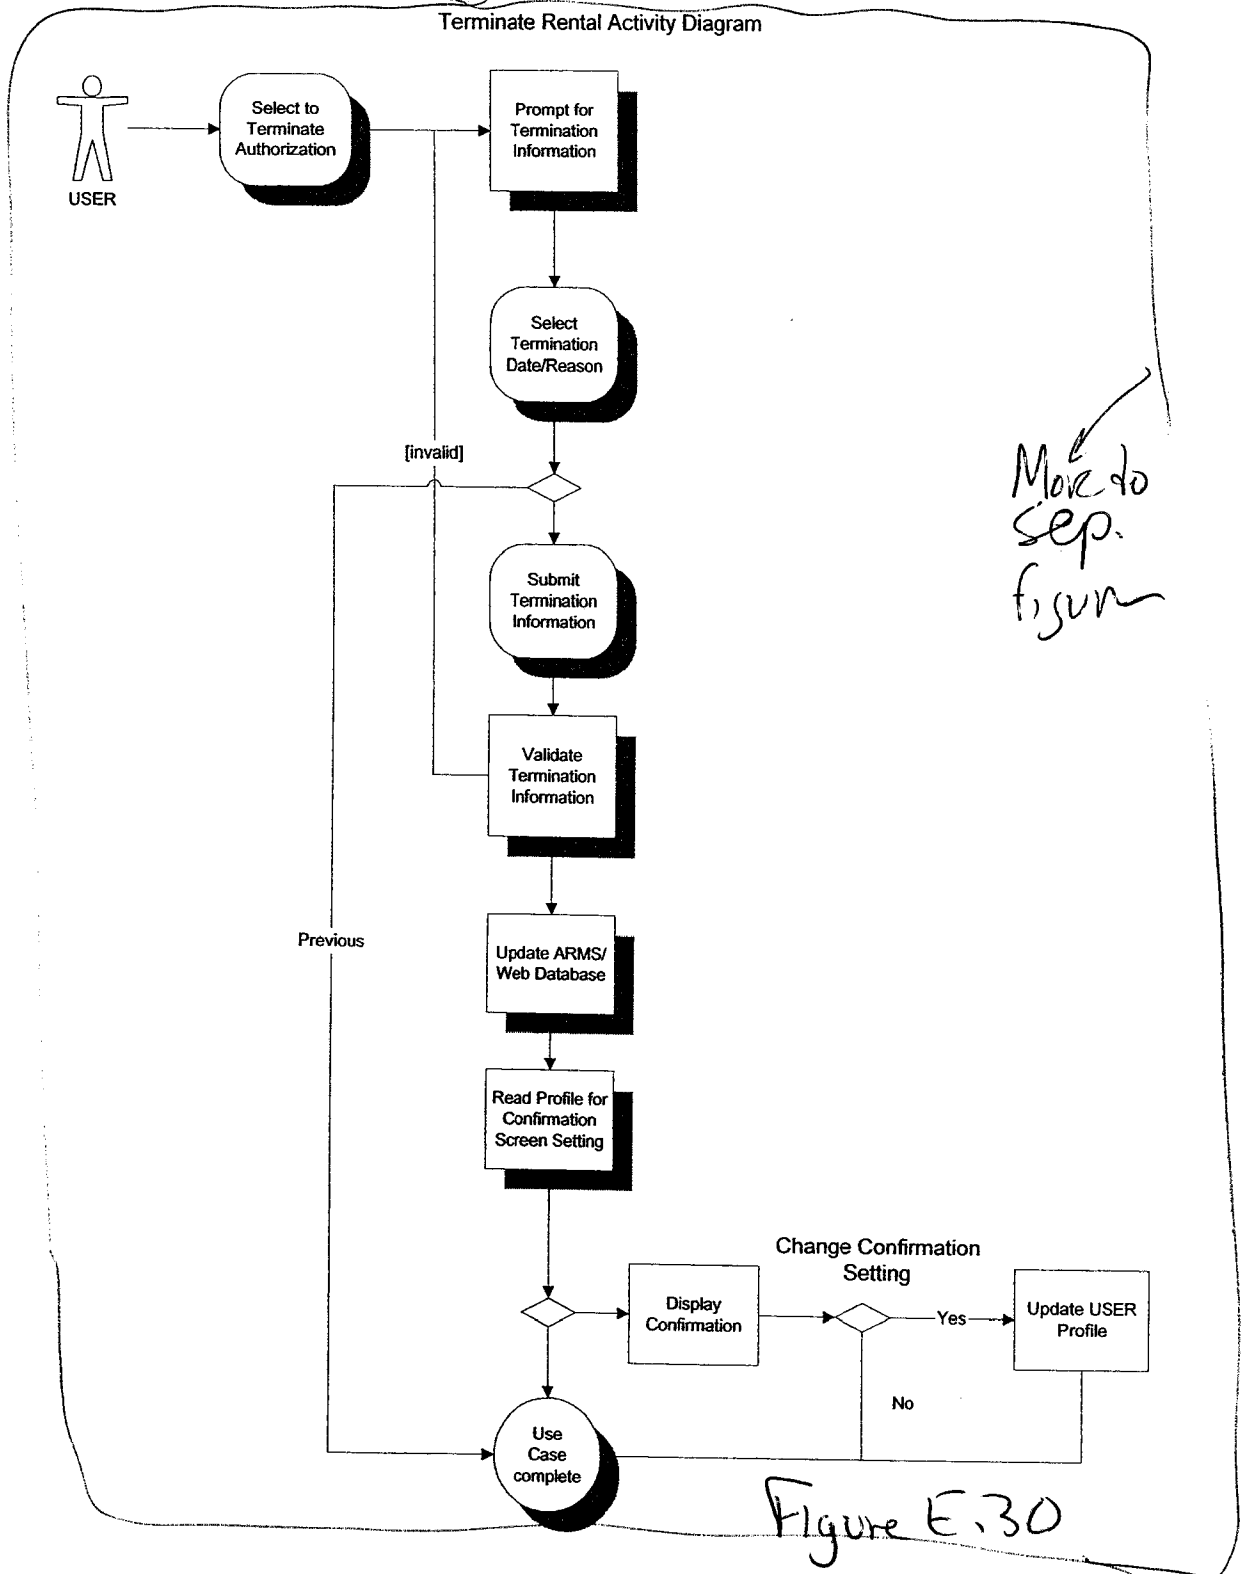 Terminate Rental Activity Diagram
Select to
Terminate
Authorization
Prompt for
Termination
Information
USER
Select
Termination
Date/Reason
[invalid]
Move to
sep.
figure
Submit
Termination
Information
Validate
Termination
Information
Previous
Update ARMS/
Web Database
Read Profile for
Confirmation
Screen Setting
Change Confirmation
Setting
Display
Confirmation
Yes
Update USER
Profile
No
Use
Case
complete
Figure E.30